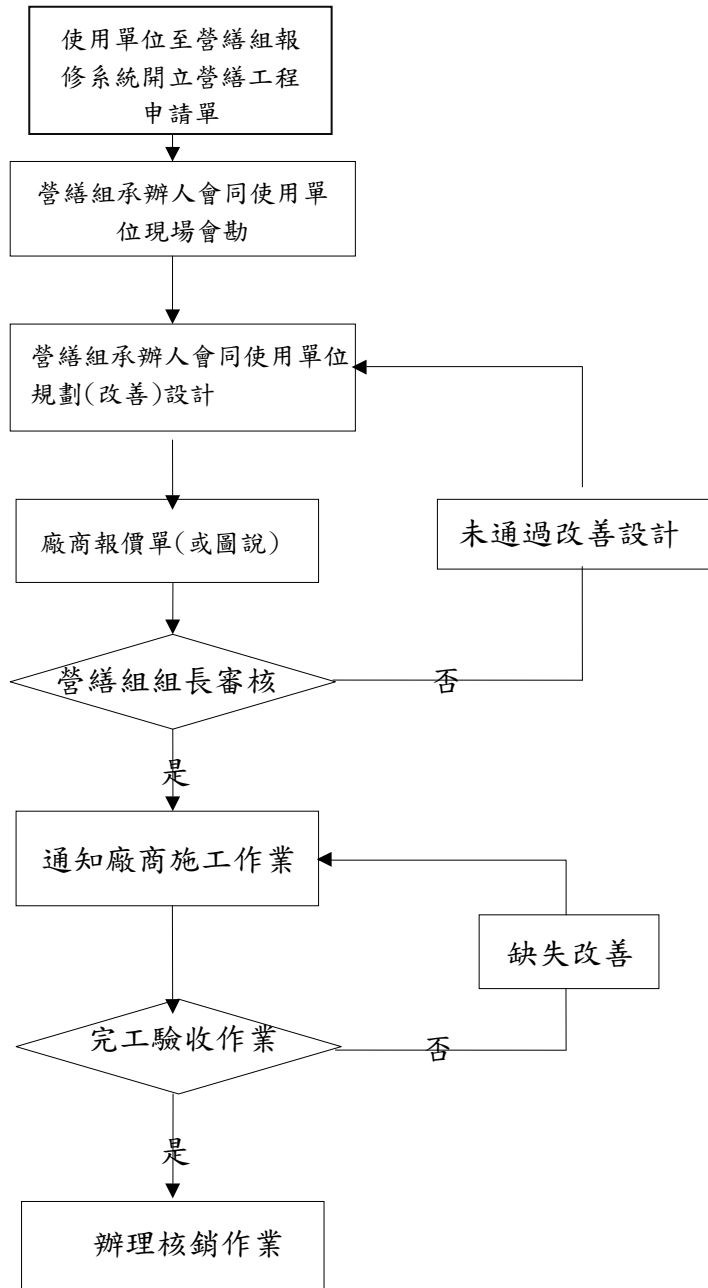 使用單位至營繕組報
修系統開立營繕工程
申請單
營繕組承辦人會同使用單
位現場會勘
營繕組承辦人會同使用單位
規劃(改善)設計
廠商報價單(或圖說)
未通過改善設計
營繕組組長審核
否
是
通知廠商施工作業
缺失改善
完工驗收作業
否
是
辦理核銷作業